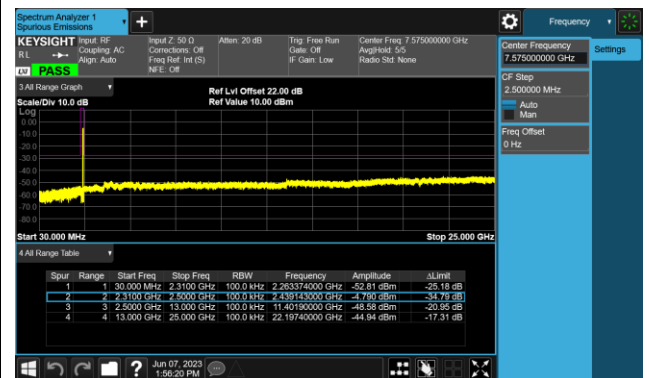 Spectrum Analyzer 1
Spurious Emissions
Frequency
KEYSIGHT Input: RF Input Z: 50 Ω Atten: 20 dB Trig: Free Run Center Freq: 7.575000000 GHz
RL Coupling: AC Corrections: Off Gate: Off Avg|Hold: 5/5
Align: Auto Freq Ref: Int (S) IF Gain: Low Radio Std: None
LXI PASS NFE: Off
Center Frequency
7.575000000 GHz
Settings
CF Step
2.500000 MHz
Auto
Man
Freq Offset
0 Hz
3 All Range Graph
Ref Lvl Offset 22.00 dB
Scale/Div 10.0 dB Ref Value 10.00 dBm
Log
0.00
-10.0
-20.0
-30.0
-40.0
-50.0
-60.0
-70.0
-80.0
Start 30.000 MHz Stop 25.000 GHz
4 All Range Table
Spur Range Start Freq Stop Freq RBW Frequency Amplitude ΔLimit
1 1 30.000 MHz 2.3100 GHz 100.0 kHz 2.263374000 GHz -52.81 dBm -25.18 dB
2 2 2.3100 GHz 2.5000 GHz 100.0 kHz 2.439143000 GHz -4.790 dBm -34.79 dB
3 3 2.5000 GHz 13.000 GHz 100.0 kHz 11.40190000 GHz -48.58 dBm -20.95 dB
4 4 13.000 GHz 25.000 GHz 100.0 kHz 22.19740000 GHz -44.94 dBm -17.31 dB
Jun 07, 2023
1:56:20 PM